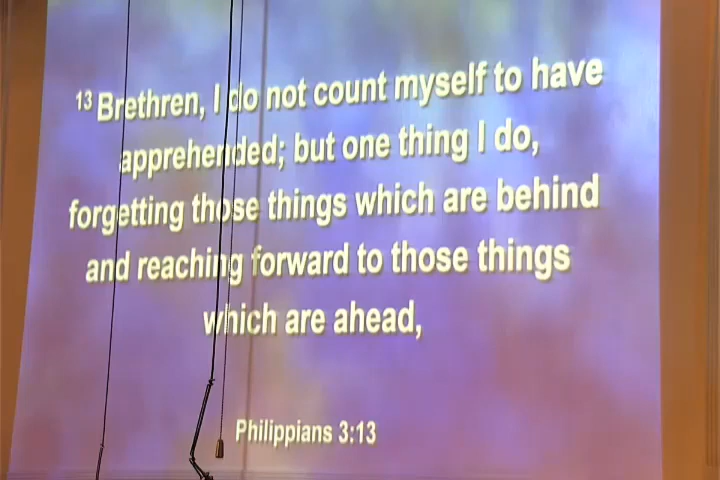 13 Brethren, I do not count myself to have
apprehended; but one thing I do,
forgetting those things which are behind
and reaching forward to those things
which are ahead,
Philippians 3:13